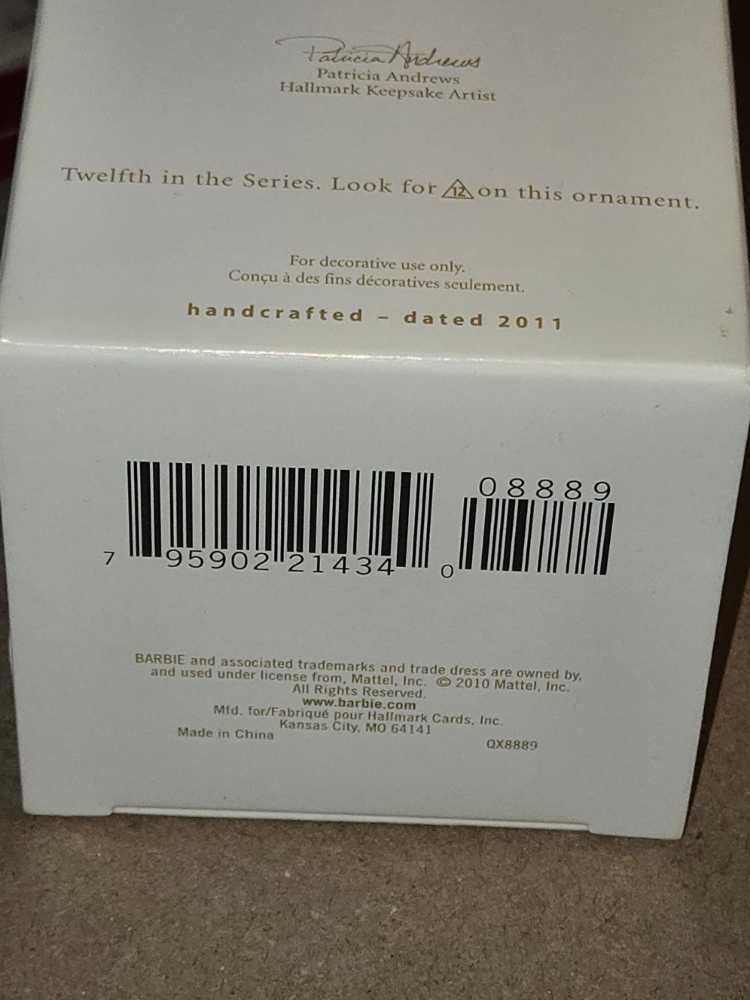 Patricia Andrews
Patricia Andrews
Hallmark Keepsake Artist
Twelfth in the Series. Look for 12 on this ornament.
For decorative use only.
Conçu à des fins décoratives seulement.
handcrafted – dated 2011
08889
7 95902 21434 0
BARBIE and associated trademarks and trade dress are owned by,
and used under license from, Mattel, Inc. © 2010 Mattel, Inc.
All Rights Reserved.
www.barbie.com
Mfd. for/Fabriqué pour Hallmark Cards, Inc.
Kansas City, MO 64141
Made in China
QX8889